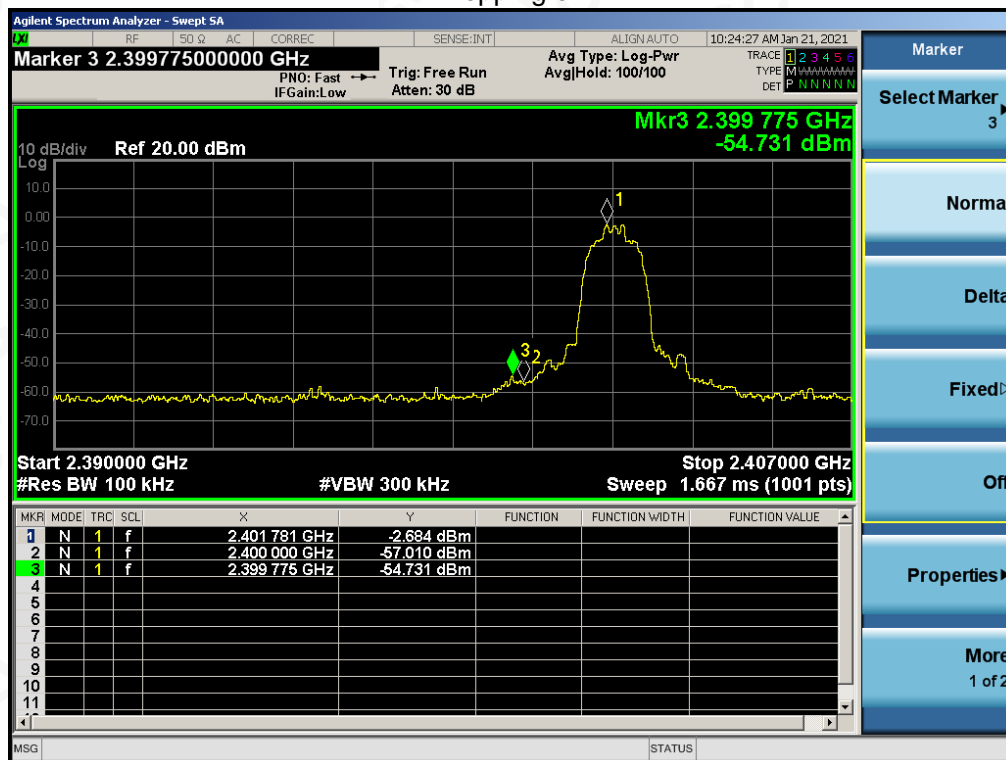 Agilent Spectrum Analyzer - Swept SA
LXI RF 50 Ω AC CORREC SENSE:INT ALIGN AUTO 10:24:27 AM Jan 21, 2021
Marker 3 2.399775000000 GHz
PNO: Fast
IFGain:Low
Trig: Free Run
Atten: 30 dB
Avg Type: Log-Pwr
Avg|Hold: 100/100
TRACE 1 2 3 4 5 6
TYPE M W W W W W
DET P N N N N N
Mkr3 2.399 775 GHz
-54.731 dBm
10 dB/div Ref 20.00 dBm
Log
10.0
0.00
-10.0
-20.0
-30.0
-40.0
-50.0
-60.0
-70.0
1
3
2
Start 2.390000 GHz Stop 2.407000 GHz
#Res BW 100 kHz #VBW 300 kHz Sweep 1.667 ms (1001 pts)
MKR MODE TRC SCL X Y FUNCTION FUNCTION WIDTH FUNCTION VALUE
1 N 1 f 2.401 781 GHz -2.684 dBm
2 N 1 f 2.400 000 GHz -57.010 dBm
3 N 1 f 2.399 775 GHz -54.731 dBm
4
5
6
7
8
9
10
11
MSG STATUS
Marker
Select Marker
3
Norma
Delta
Fixed
Off
Properties
More
1 of 2